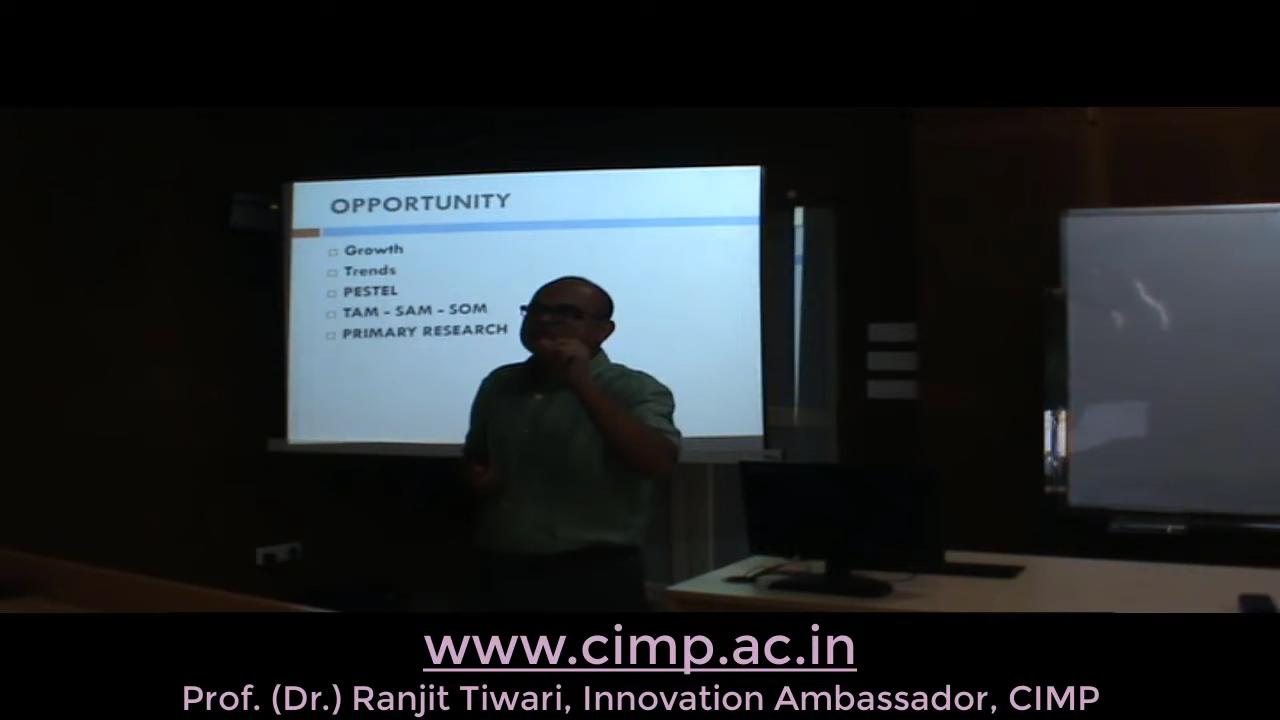 OPPORTUNITY
Growth
Trends
PESTEL
TAM - SAM - SOM
PRIMARY RESEARCH
www.cimp.ac.in
Prof. (Dr.) Ranjit Tiwari, Innovation Ambassador, CIMP